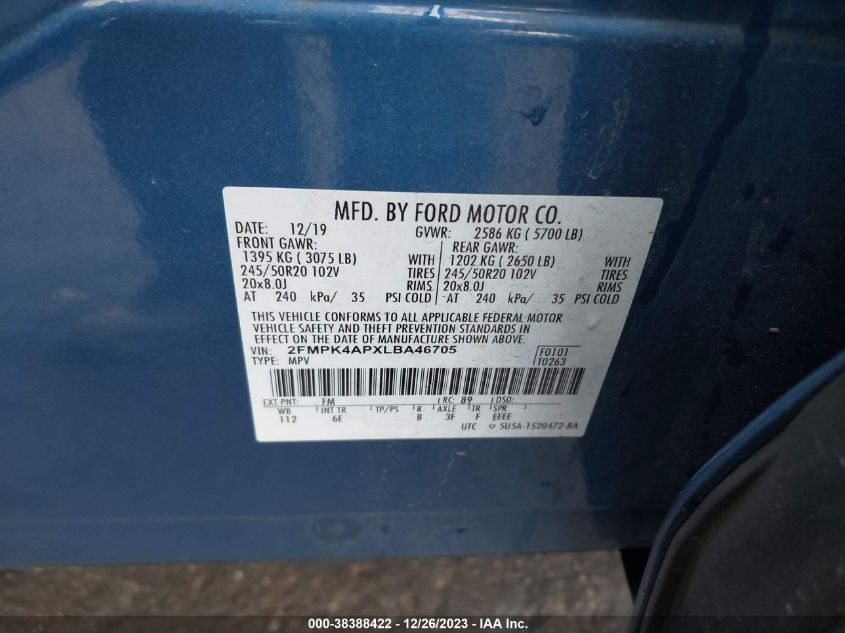 MFD. BY FORD MOTOR CO.
DATE: 12/19 GVWR: 2586 KG ( 5700 LB)
FRONT GAWR: REAR GAWR:
1395 KG ( 3075 LB) WITH 1202 KG ( 2650 LB) WITH
245/50R20 102V TIRES 245/50R20 102V TIRES
20x8.0J RIMS 20x8.0J RIMS
AT 240 kPa/ 35 PSI COLD AT 240 kPa/ 35 PSI COLD
THIS VEHICLE CONFORMS TO ALL APPLICABLE FEDERAL MOTOR
VEHICLE SAFETY AND THEFT PREVENTION STANDARDS IN
EFFECT ON THE DATE OF MANUFACTURE SHOWN ABOVE.
VIN: 2FMPK4APXLBA46705 F0101
TYPE: MPV T0263
EXT PNT: FM RC: 89 DSO:
WB INT TR TP/PS R AXLE TR SPR
112 6E B 3F F EEEE
UTC 5U5A-1520472-BA
000-38388422 / 12/26/2023 - IAA Inc.